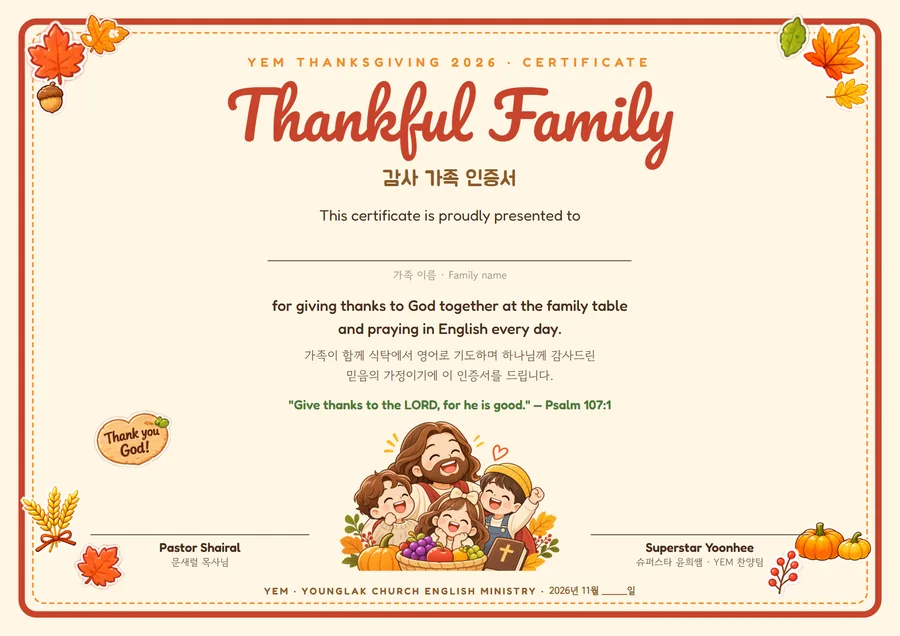 YEM THANKSGIVING 2026 · CERTIFICATE
Thankful Family
감사 가족 인증서
This certificate is proudly presented to
가족 이름 · Family name
for giving thanks to God together at the family table
and praying in English every day.
가족이 함께 식탁에서 영어로 기도하며 하나님께 감사드린
믿음의 가정이기에 이 인증서를 드립니다.
"Give thanks to the LORD, for he is good." — Psalm 107:1
Thank you
God!
Pastor Shairal
문새럴 목사님
Superstar Yoonhee
슈퍼스타 윤희쌤 · YEM 찬양팀
YEM · YOUNGLAK CHURCH ENGLISH MINISTRY · 2026년 11월 _____일